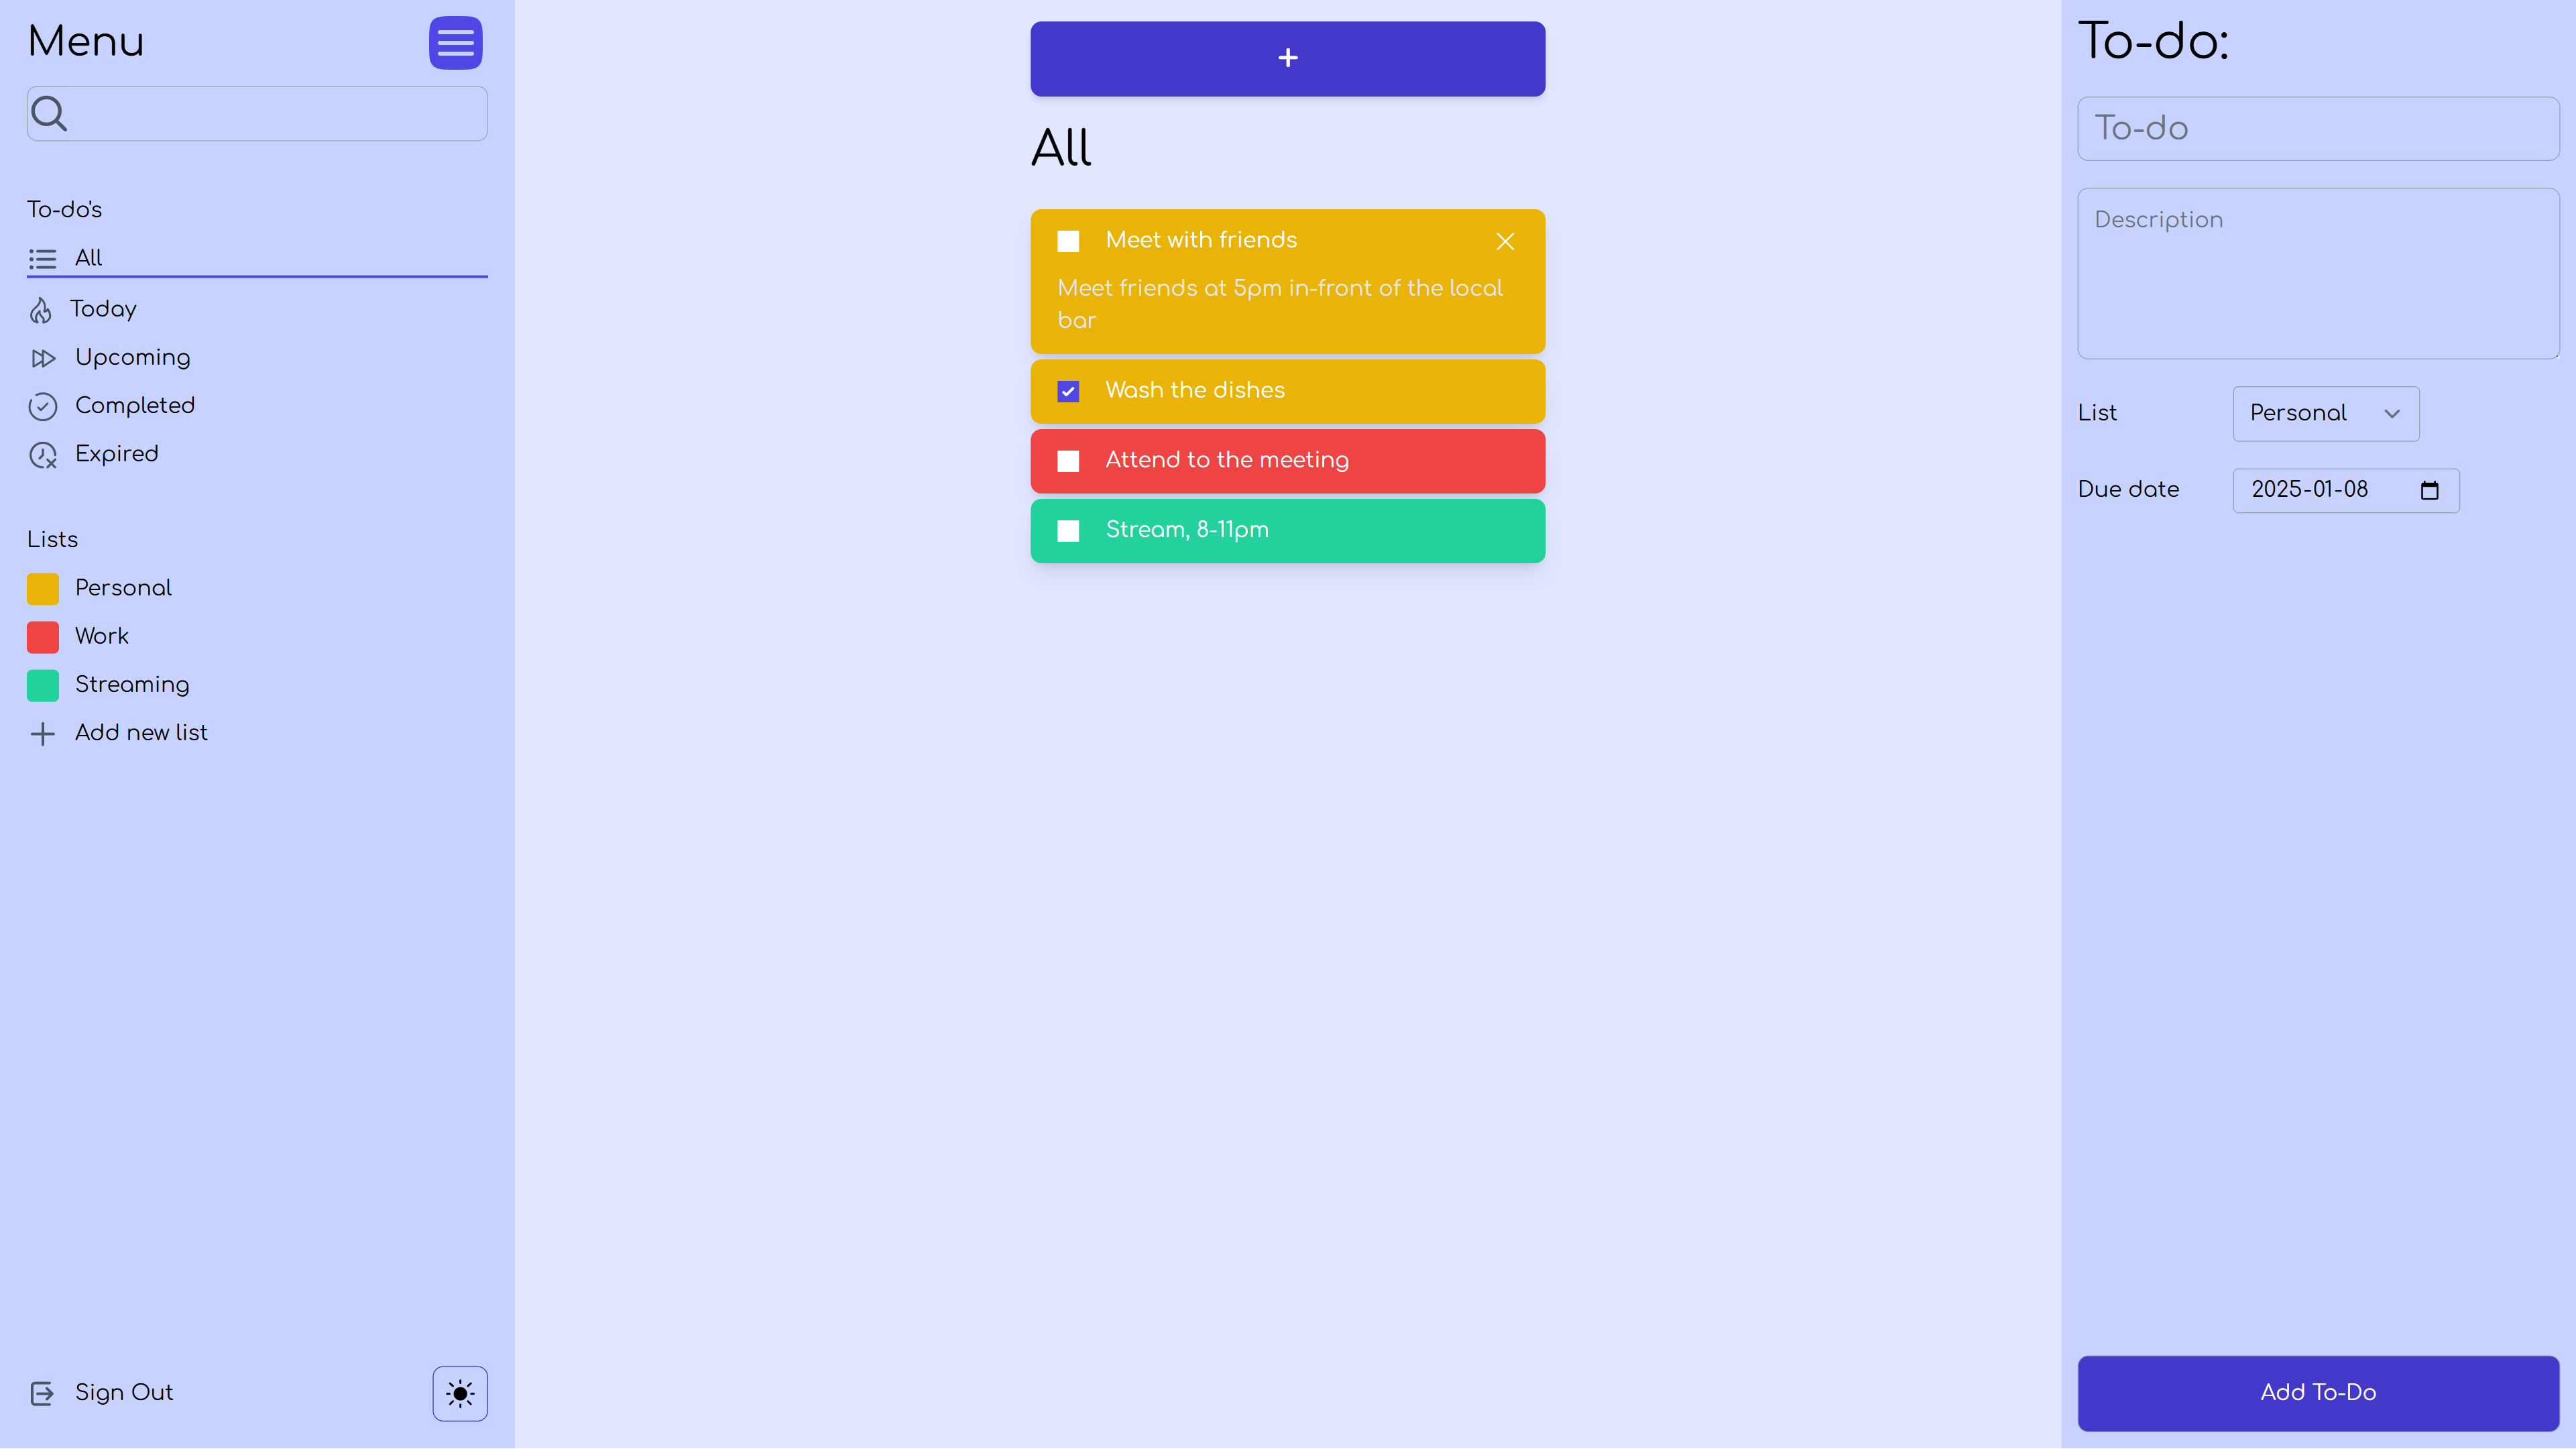 Menu
To-do's
All
Today
Upcoming
Completed
Expired
Lists
Personal
Work
Streaming
Add new list
Sign Out
+
All
Meet with friends
Meet friends at 5pm in-front of the local
bar
Wash the dishes
Attend to the meeting
Stream, 8-11pm
To-do:
To-do
Description
List
Personal
Due date
2025-01-08
Add To-Do